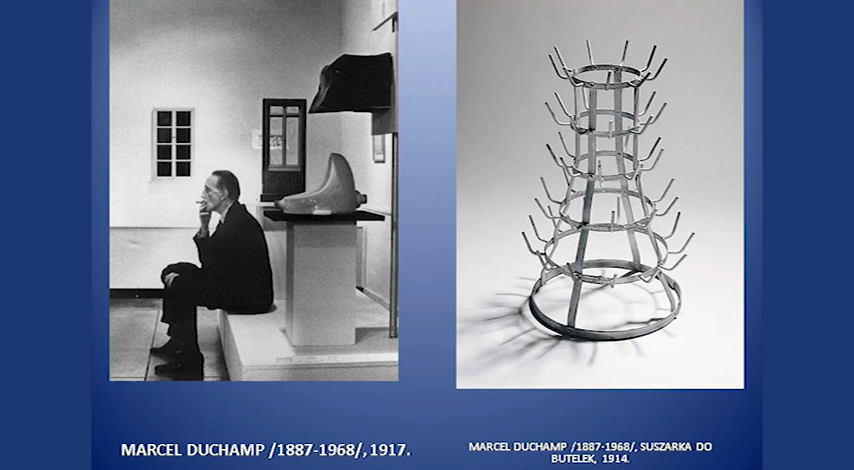 MARCEL DUCHAMP /1887-1968/, 1917.
MARCEL DUCHAMP /1887-1968/, SUSZARKA DO
BUTELEK, 1914.